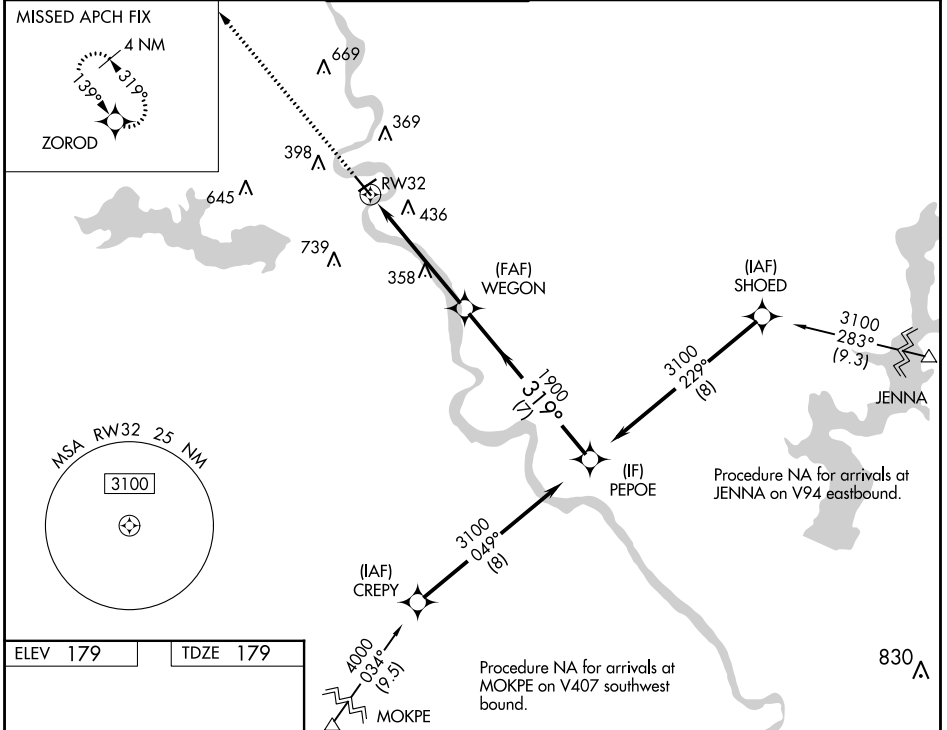 MISSED APCH FIX
4 NM
139°
319°
ZOROD
669
369
398
RW32
645
436
739
358
(FAF)
WEGON
(IAF)
SHOED
3100
283°
(9.3)
JENNA
3100
229°
(8)
1900
319°
(7)
(IF)
PEPOE
Procedure NA for arrivals at
JENNA on V94 eastbound.
MSA RW32 25 NM
3100
3100
049°
(8)
(IAF)
CREPY
4000
034°
(9.5)
MOKPE
Procedure NA for arrivals at
MOKPE on V407 southwest
bound.
830
ELEV 179
TDZE 179